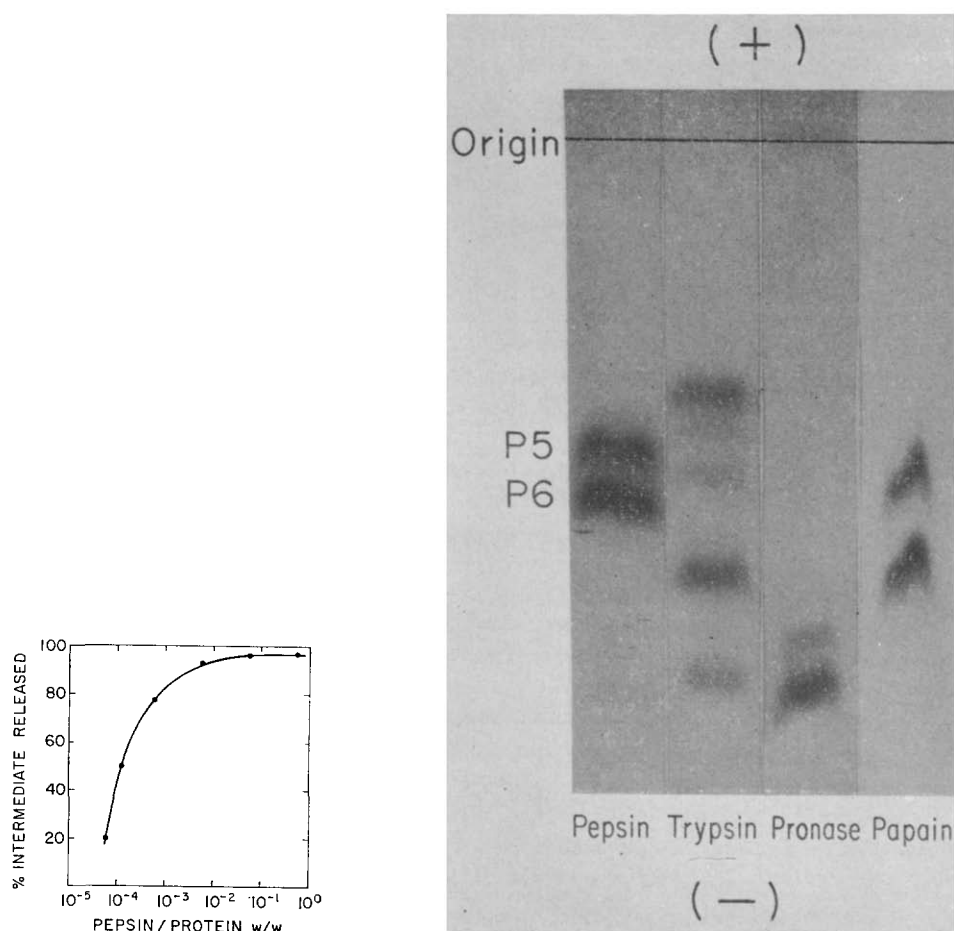 % INTERMEDIATE RELEASED
100
80
60
40
20
10⁻⁵ 10⁻⁴ 10⁻³ 10⁻² 10⁻¹ 10⁰
PEPSIN / PROTEIN w/w
(+)
Origin
P5
P6
Pepsin Trypsin Pronase Papain
(−)